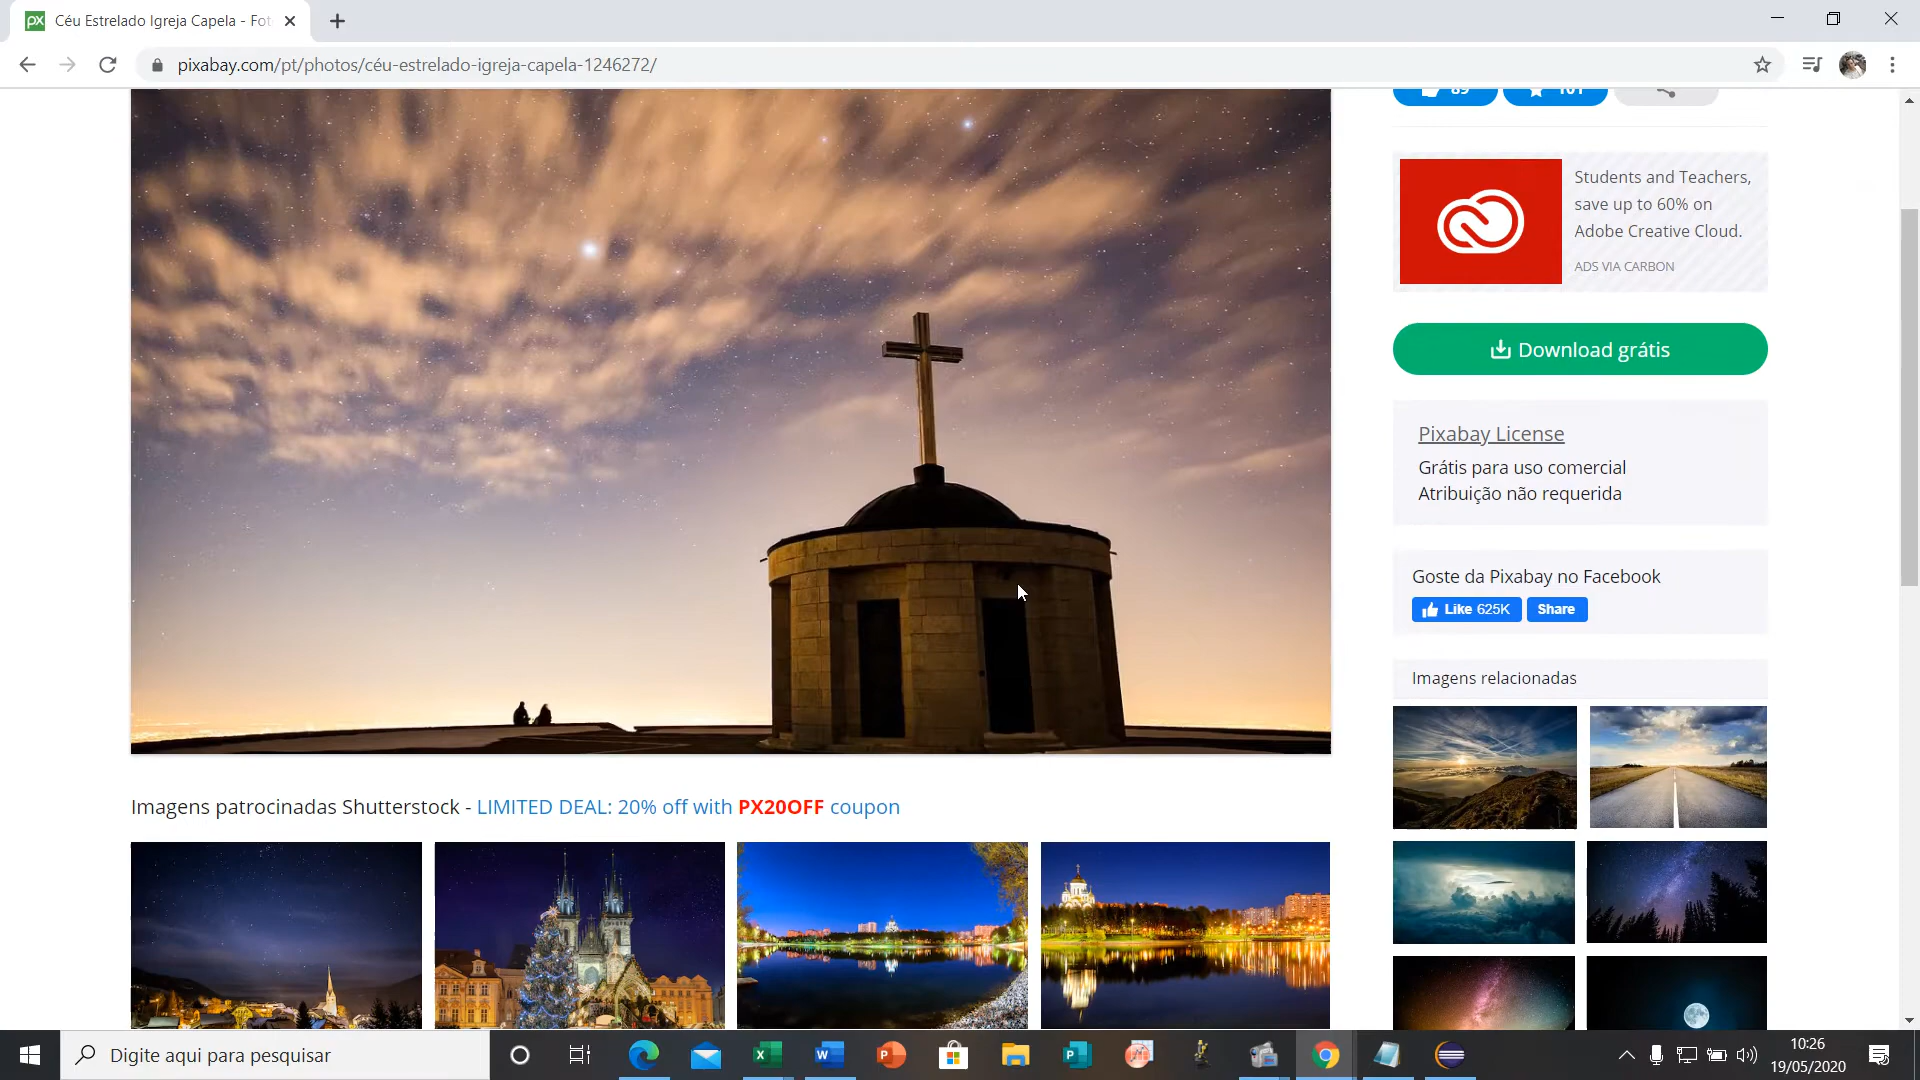 px
Céu Estrelado Igreja Capela - Fot
pixabay.com/pt/photos/céu-estrelado-igreja-capela-1246272/
89
101
Students and Teachers,
save up to 60% on
Adobe Creative Cloud.
ADS VIA CARBON
Download grátis
Pixabay License
Grátis para uso comercial
Atribuição não requerida
Goste da Pixabay no Facebook
Like 625K
Share
Imagens relacionadas
Imagens patrocinadas Shutterstock - LIMITED DEAL: 20% off with PX20OFF coupon
Digite aqui para pesquisar
10:26
19/05/2020